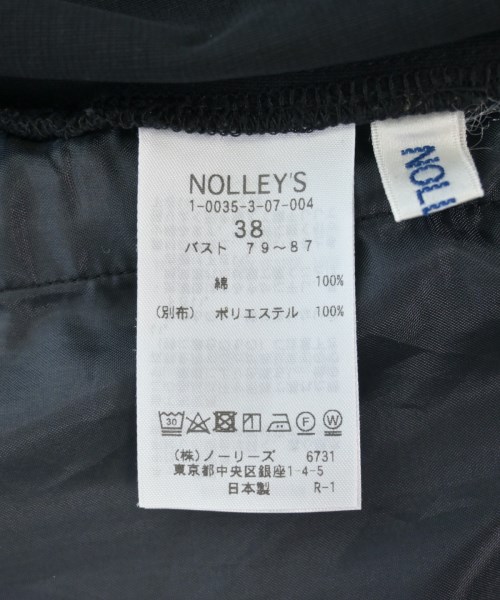 NOLLEY'S
1-0035-3-07-004
38
バスト 79～87
綿 100%
(別布) ポリエステル 100%
30 F W
(株)ノーリーズ 6731
東京都中央区銀座1-4-5
日本製 R-1
NOL